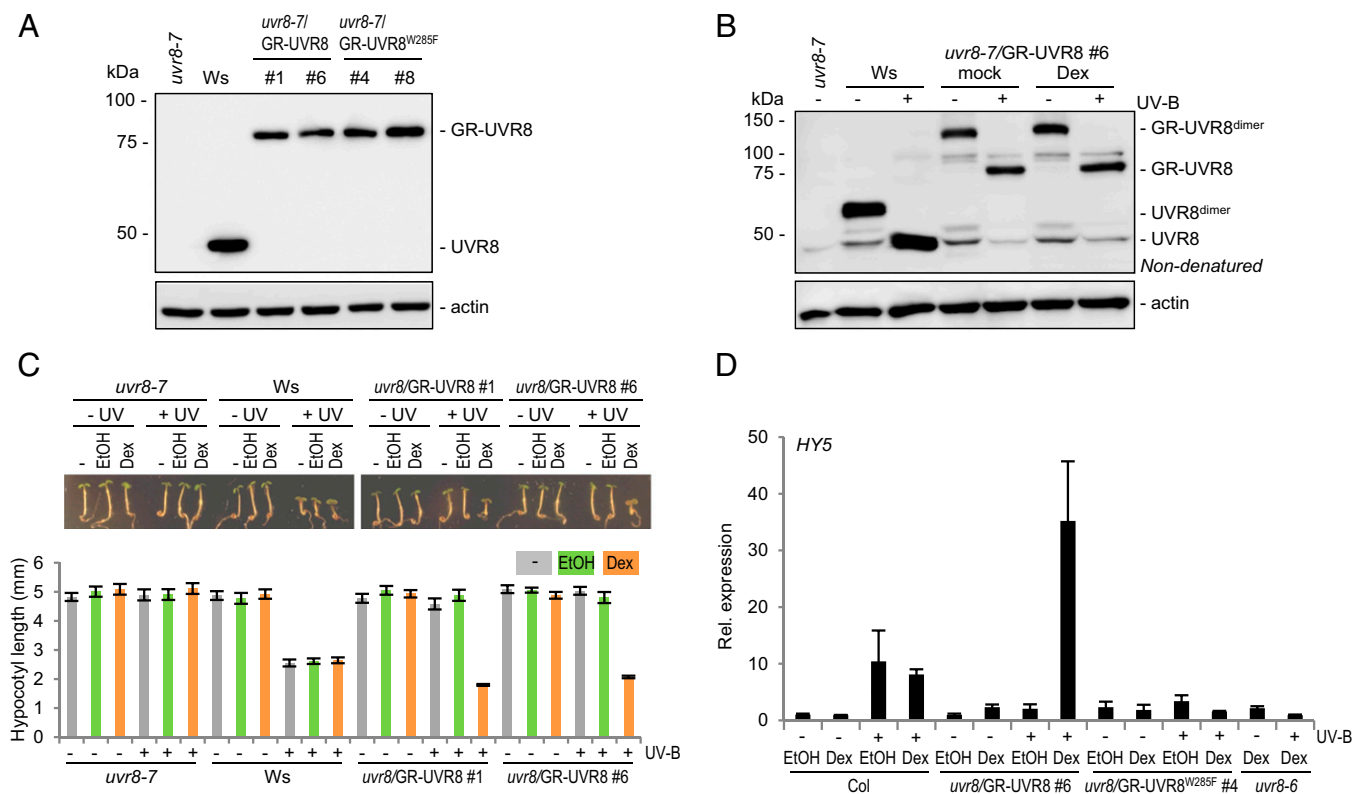 A
uvr8-7
Ws
uvr8-7/ GR-UVR8
uvr8-7/ GR-UVR8W285F
#1 #6 #4 #8
kDa
100 -
75 -
50 -
- GR-UVR8
- UVR8
- actin
B
uvr8-7
Ws
uvr8-7/GR-UVR8 #6
mock Dex
- - + - + - + UV-B
kDa
150 -
100 -
75 -
50 -
- GR-UVR8dimer
- GR-UVR8
- UVR8dimer
- UVR8
Non-denatured
- actin
C
uvr8-7 Ws uvr8/GR-UVR8 #1 uvr8/GR-UVR8 #6
- UV + UV - UV + UV - UV + UV - UV + UV
- EtOH Dex - EtOH Dex - EtOH Dex - EtOH Dex - EtOH Dex - EtOH Dex - EtOH Dex - EtOH Dex
- EtOH Dex
Hypocotyl length (mm)
6
5
4
3
2
1
0
- - - + + + - - - + + + - - - + + + - - - + + + UV-B
uvr8-7 Ws uvr8/GR-UVR8 #1 uvr8/GR-UVR8 #6
D
HY5
Rel. expression
50
40
30
20
10
0
- - + + - - + + - - + + - + UV-B
EtOH Dex EtOH Dex EtOH Dex EtOH Dex EtOH Dex EtOH Dex Dex Dex
Col uvr8/GR-UVR8 #6 uvr8/GR-UVR8W285F #4 uvr8-6